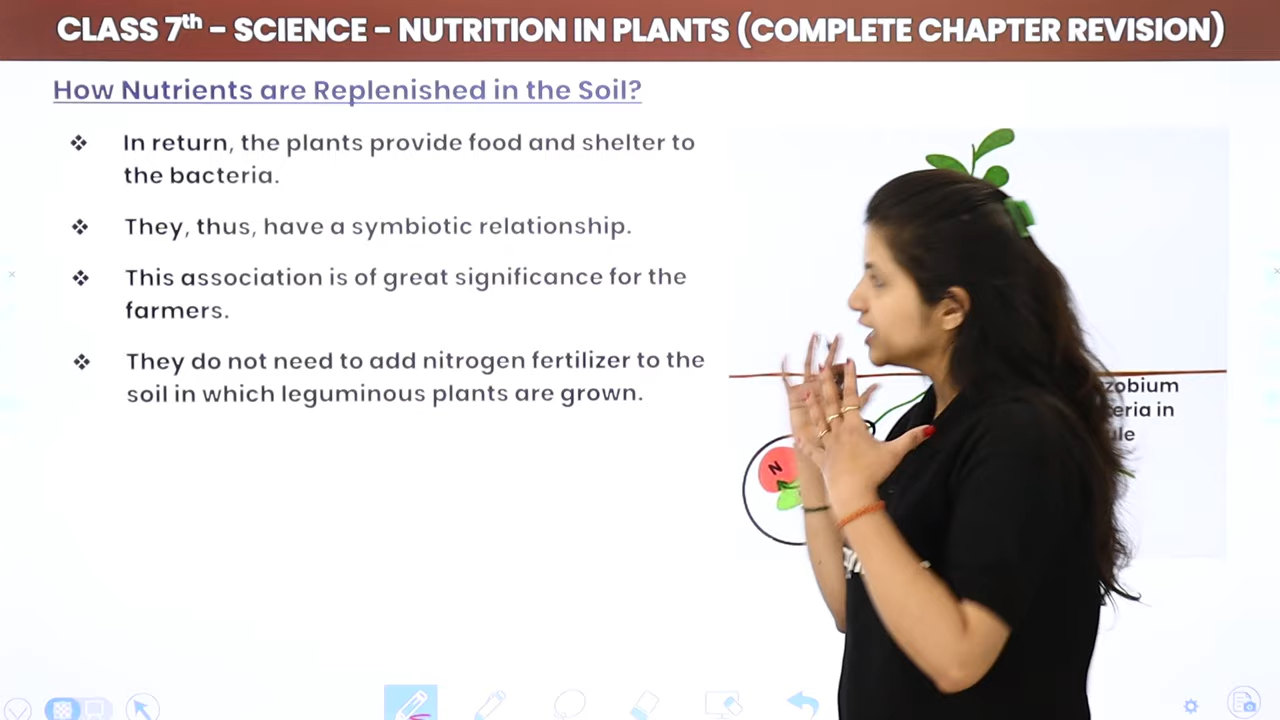 CLASS 7th - SCIENCE - NUTRITION IN PLANTS (COMPLETE CHAPTER REVISION)
How Nutrients are Replenished in the Soil?
❖ In return, the plants provide food and shelter to
the bacteria.
❖ They, thus, have a symbiotic relationship.
❖ This association is of great significance for the
farmers.
❖ They do not need to add nitrogen fertilizer to the
soil in which leguminous plants are grown.
in
N